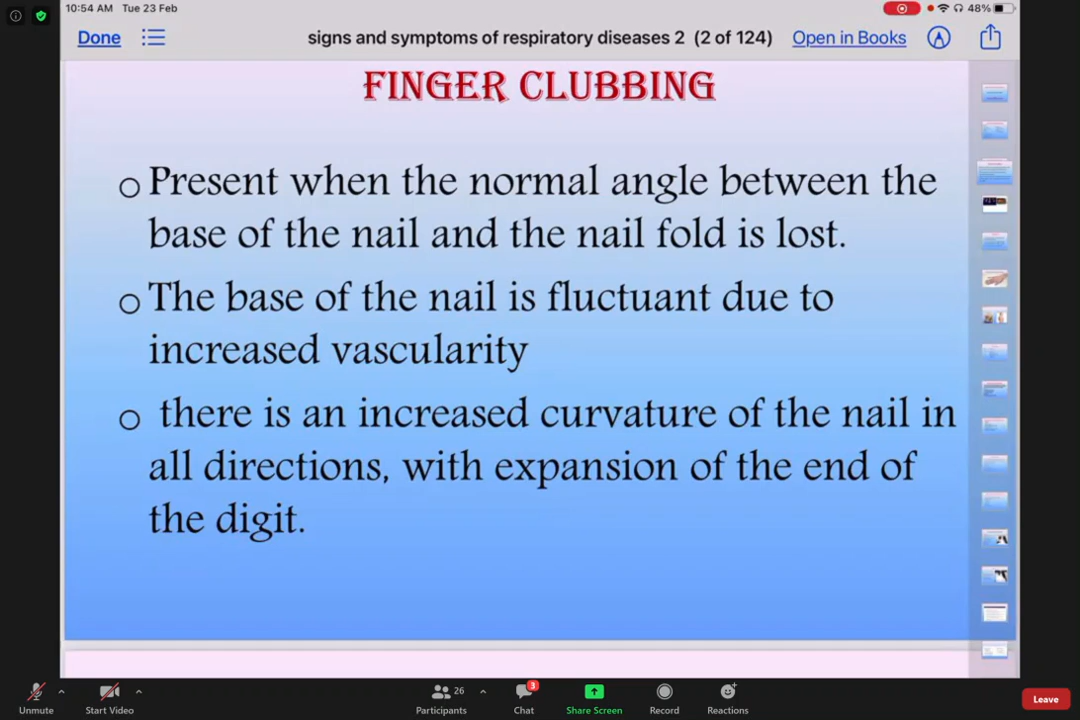 10:54 AM Tue 23 Feb
48%
Done
signs and symptoms of respiratory diseases 2 (2 of 124)
Open in Books
FINGER CLUBBING
o Present when the normal angle between the
base of the nail and the nail fold is lost.
o The base of the nail is fluctuant due to
increased vascularity
o there is an increased curvature of the nail in
all directions, with expansion of the end of
the digit.
Unmute
Start Video
26
Participants
3
Chat
Share Screen
Record
Reactions
Leave